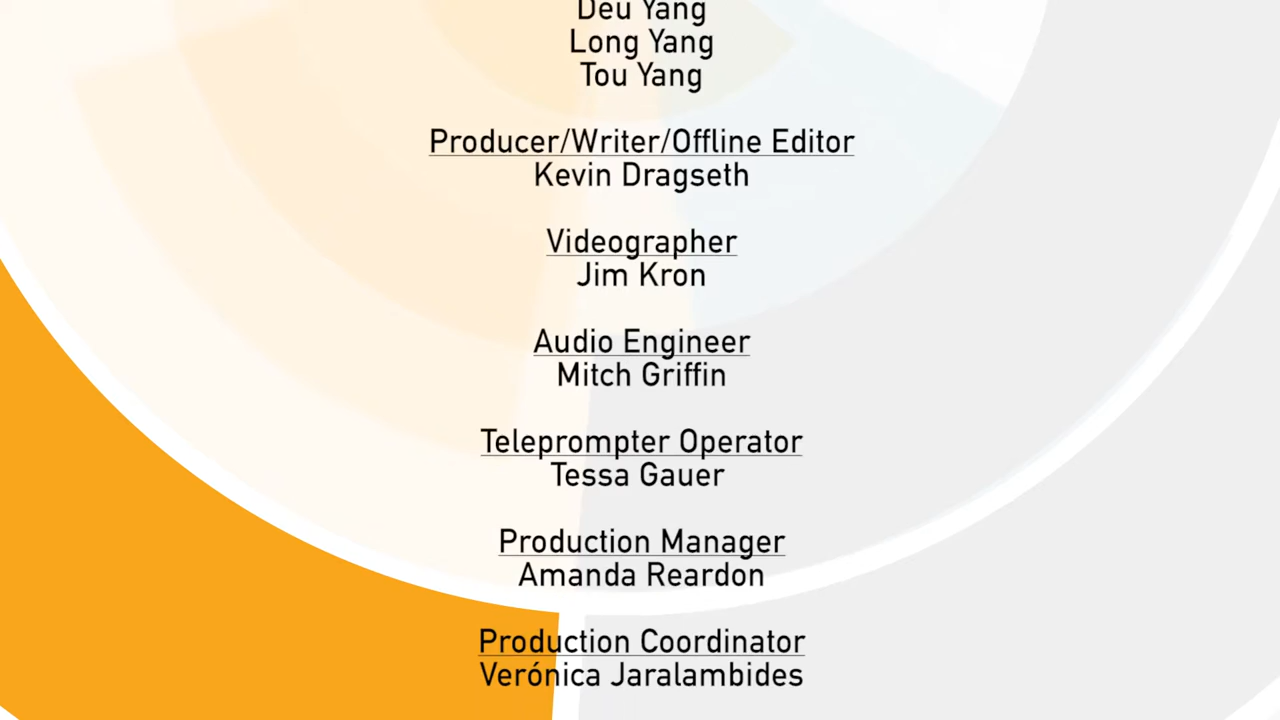 Deu Yang
Long Yang
Tou Yang
Producer/Writer/Offline Editor
Kevin Dragseth
Videographer
Jim Kron
Audio Engineer
Mitch Griffin
Teleprompter Operator
Tessa Gauer
Production Manager
Amanda Reardon
Production Coordinator
Verónica Jaralambides